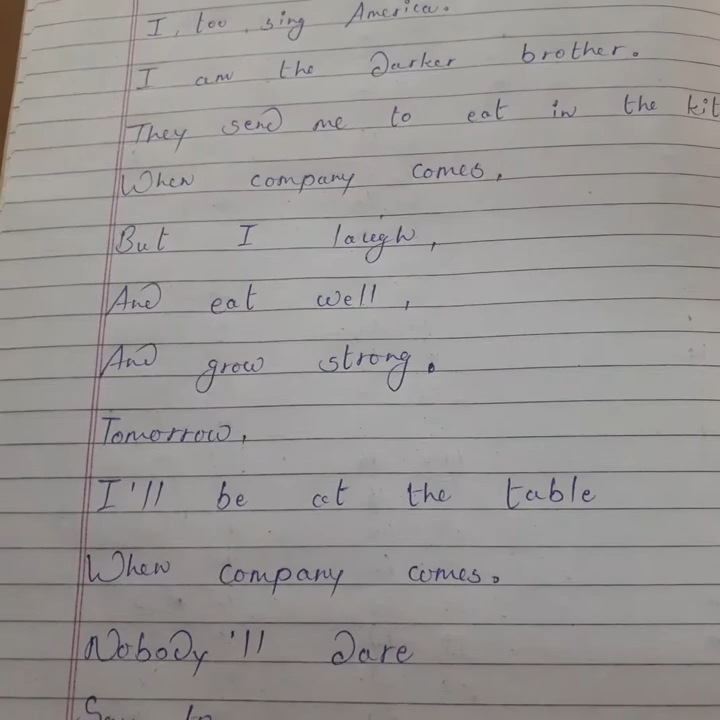 I, too, sing America.
I am the darker brother.
They send me to eat in the kit
When company comes,
But I laugh,
And eat well,
And grow strong.
Tomorrow,
I'll be at the table
When company comes.
Nobody'll dare
Say to